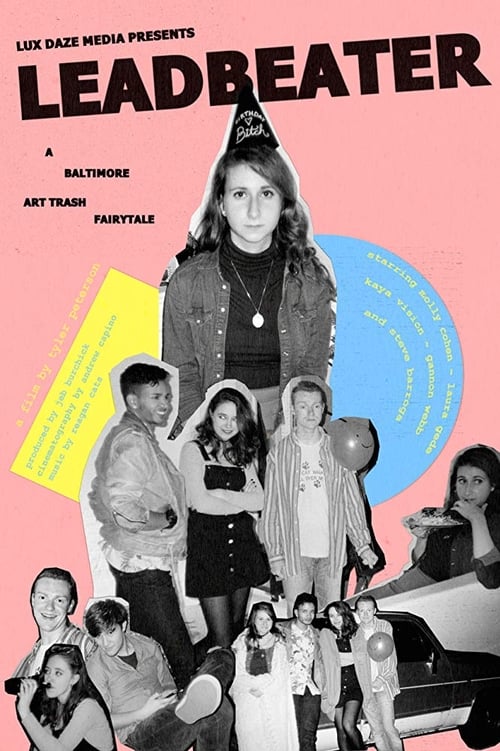 LUX DAZE MEDIA PRESENTS
LEADBEATER
A
BALTIMORE
ART TRASH
FAIRYTALE
BIRTHDAY
Bitch
a film by tyler peterson
produced by jeb burchick
cinematography by andrew capino
music by reagan cats
starring molly cohen ~ laura gede
kaya vision ~ gannon webb
and steve barroga